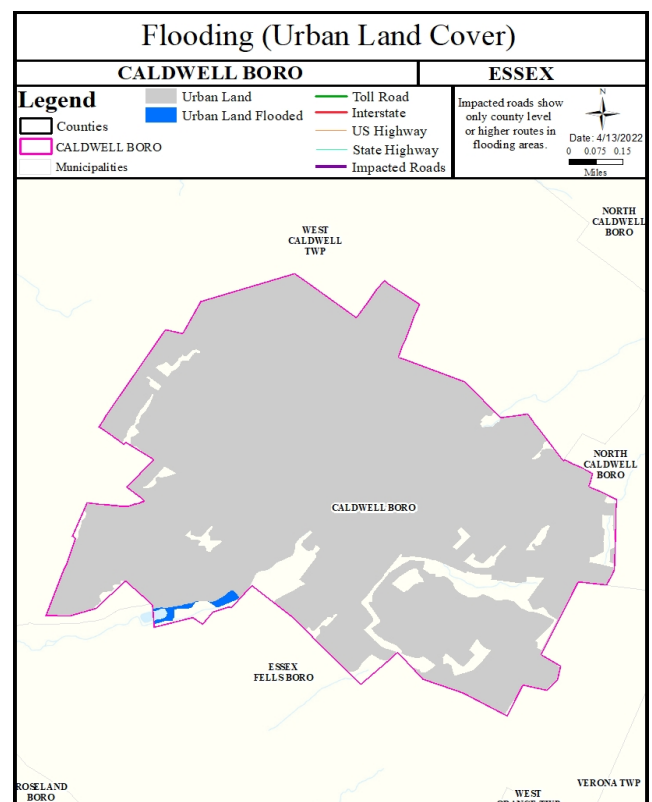 Flooding (Urban Land Cover)
CALDWELL BORO
ESSEX
Legend
Counties
CALDWELL BORO
Municipalities
Urban Land
Urban Land Flooded
Toll Road
Interstate
US Highway
State Highway
Impacted Roads
Impacted roads show
only county level
or higher routes in
flooding areas.
N
Date: 4/13/2022
0 0.075 0.15
Miles
NORTH
CALDWELL
BORO
WEST
CALDWELL
TWP
NORTH
CALDWELL
BORO
CALDWELL BORO
ESSEX
FELLS BORO
ROSELAND
BORO
VERONA TWP
WEST
ORANGE TWP